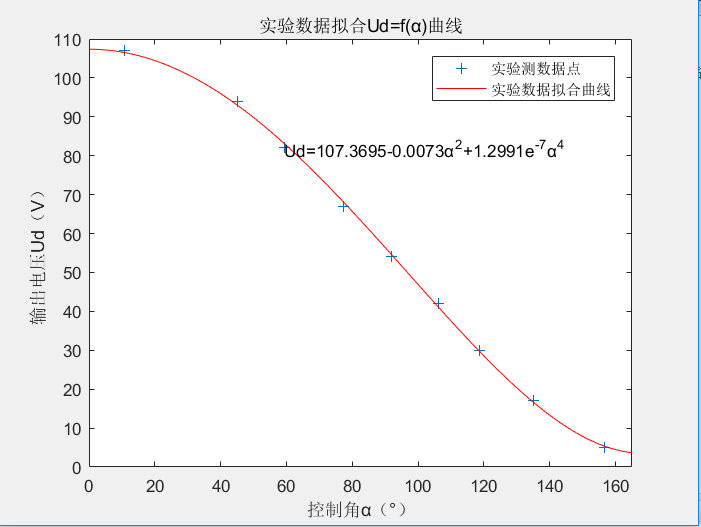 实验数据拟合Ud=f(α)曲线
110
100
90
80
70
60
50
40
30
20
10
0
输出电压Ud（V）
实验测数据点
实验数据拟合曲线
Ud=107.3695-0.0073α²+1.2991e⁻⁷α⁴
0 20 40 60 80 100 120 140 160
控制角α（°）